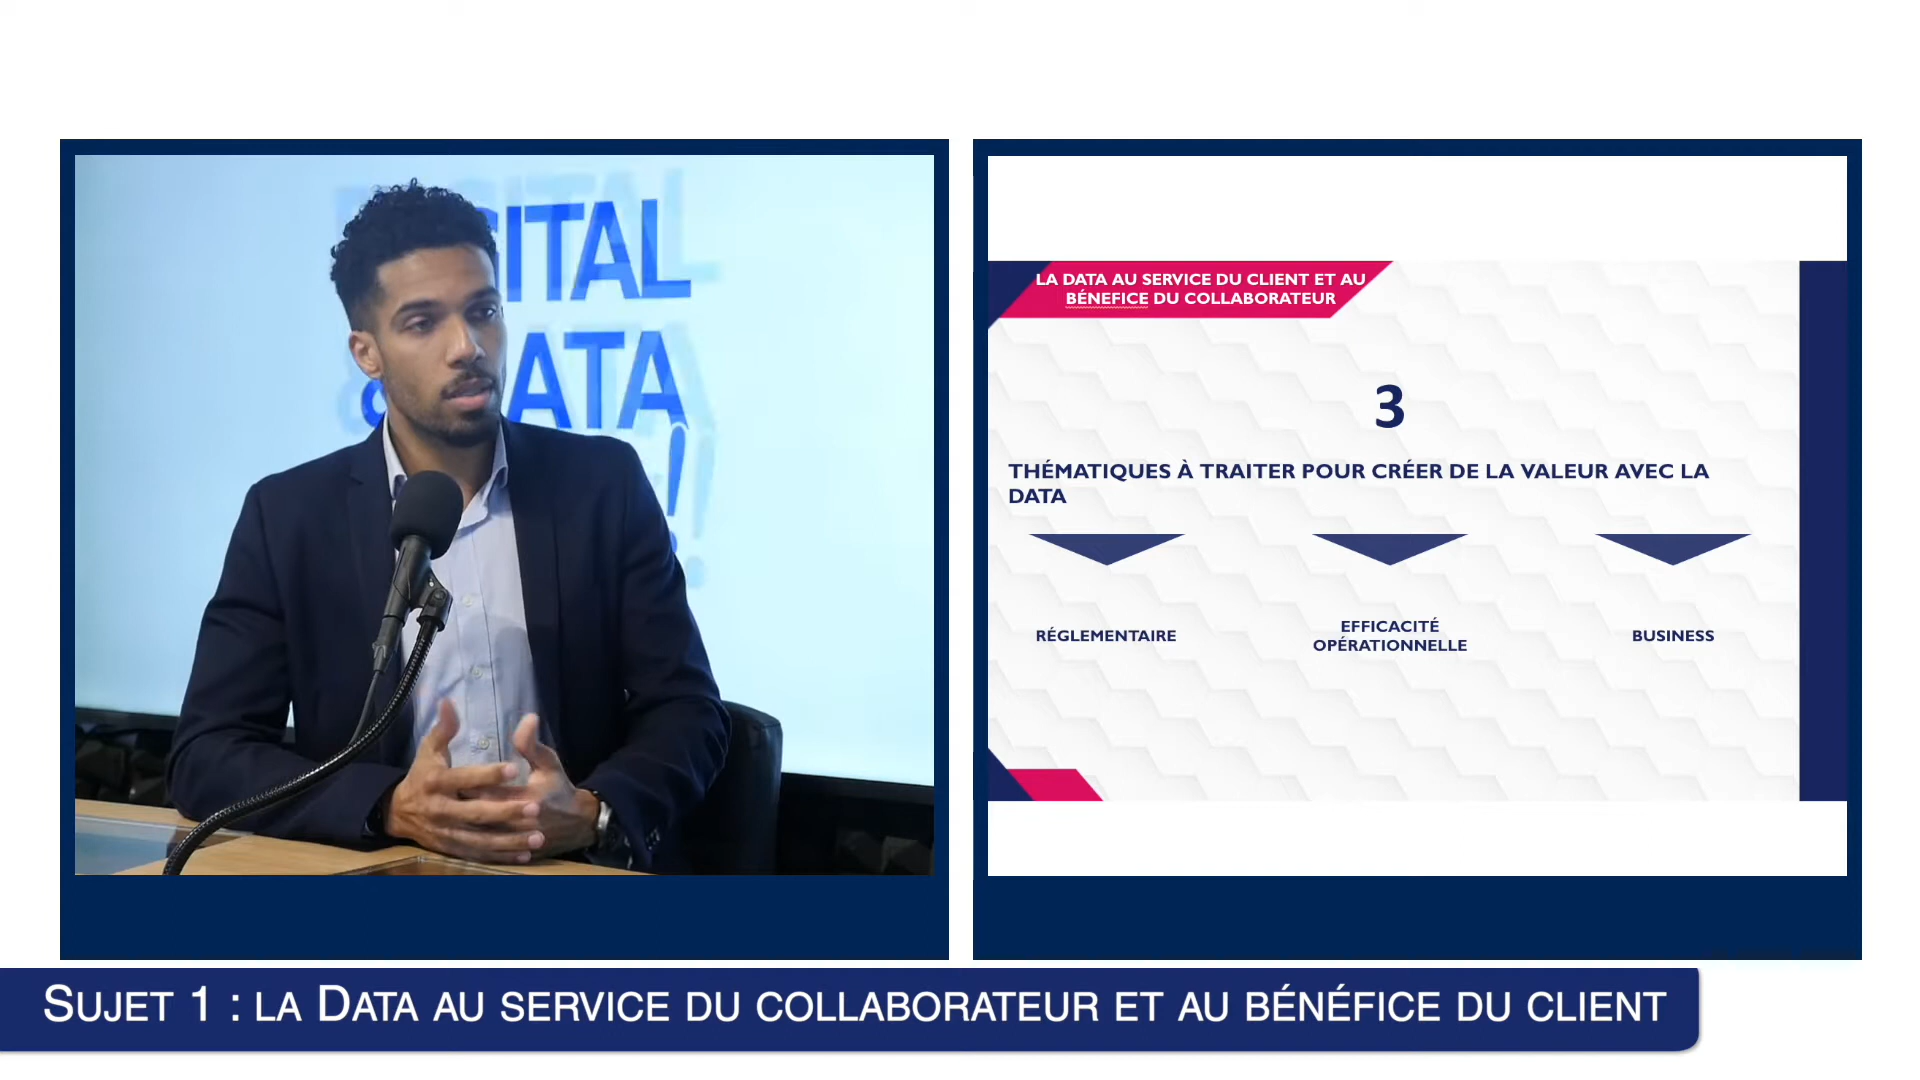 ITAL
ATA
!
LA DATA AU SERVICE DU CLIENT ET AU
BÉNEFICE DU COLLABORATEUR
3
THÉMATIQUES À TRAITER POUR CRÉER DE LA VALEUR AVEC LA
DATA
RÉGLEMENTAIRE
EFFICACITÉ
OPÉRATIONNELLE
BUSINESS
SUJET 1 : LA DATA AU SERVICE DU COLLABORATEUR ET AU BÉNÉFICE DU CLIENT